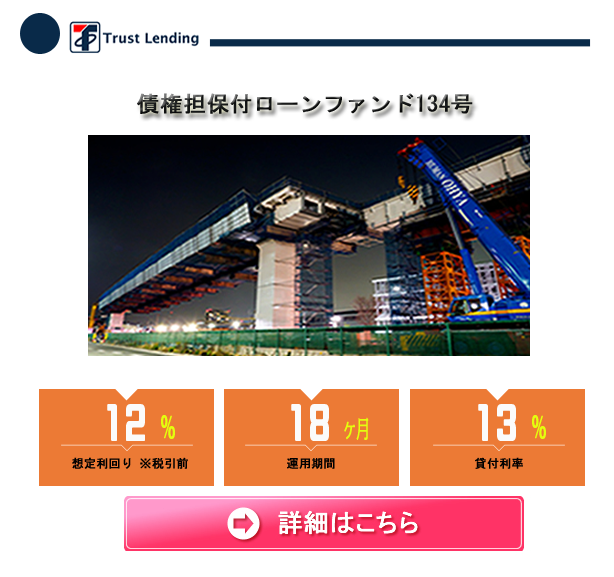 Trust Lending
債権担保付ローンファンド134号
12 %
想定利回り ※税引前
18 ヶ月
運用期間
13 %
貸付利率
詳細はこちら